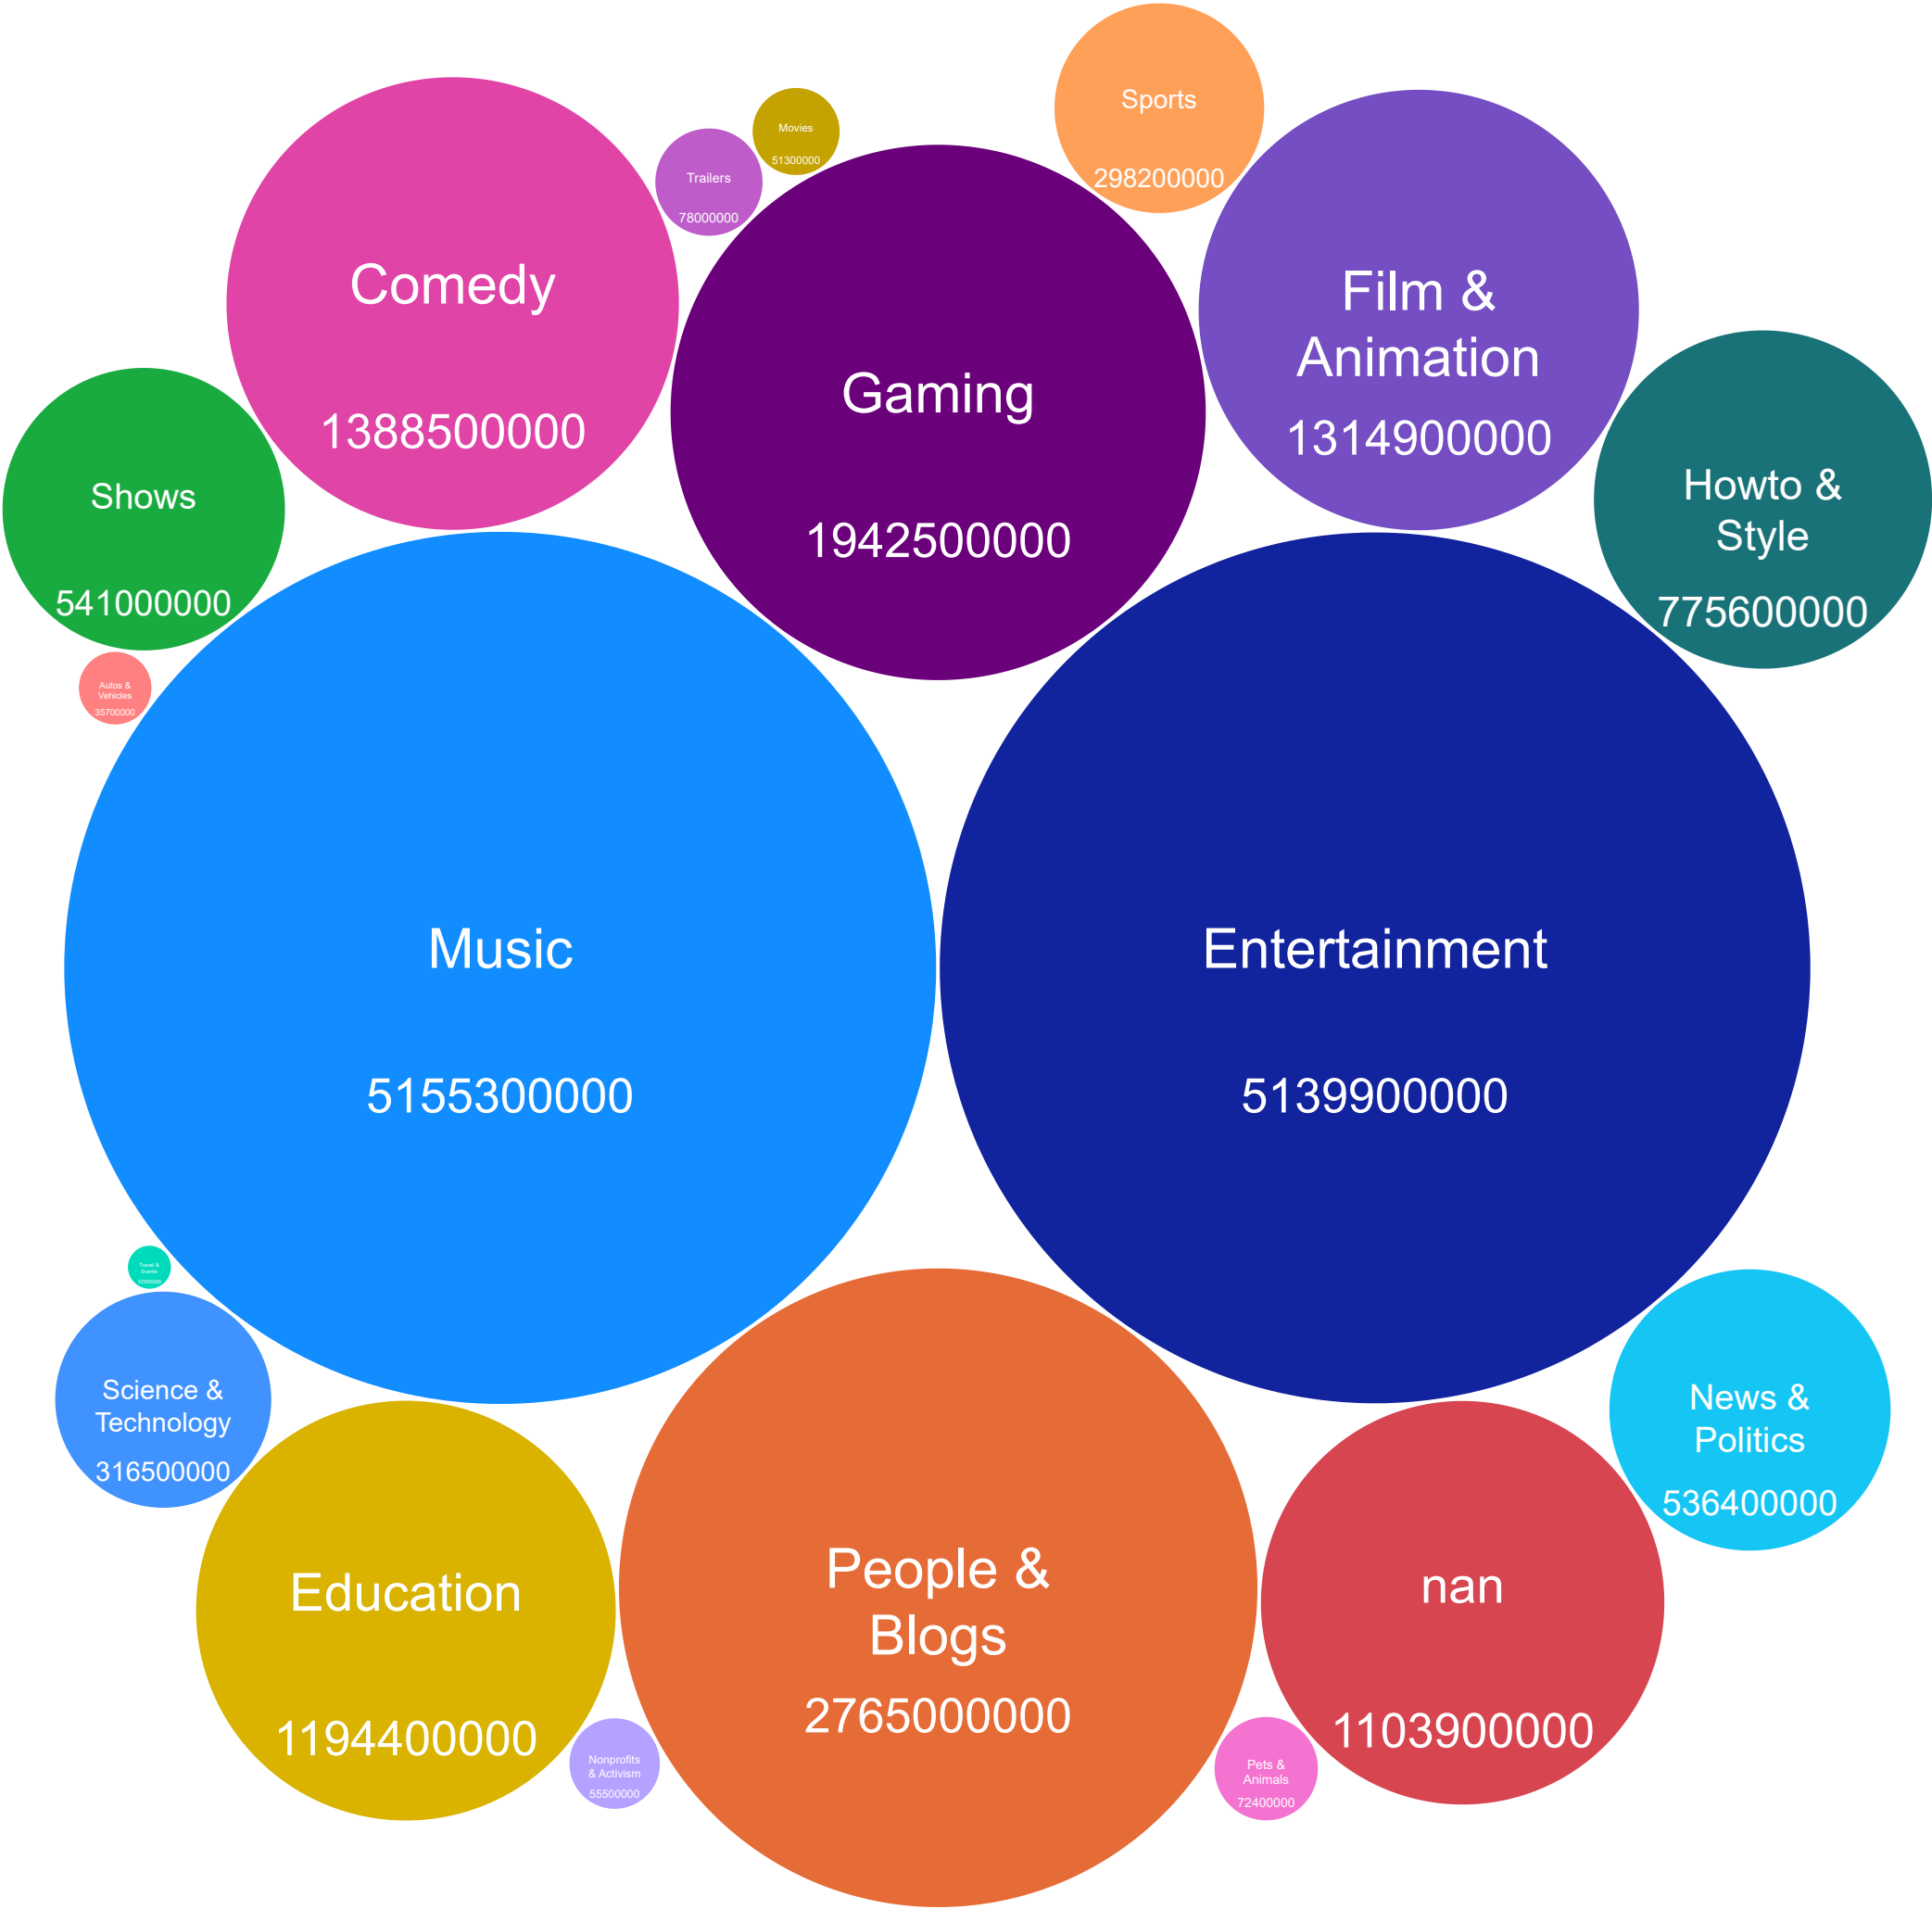 Sports
298200000
Movies
51300000
Trailers
78000000
Comedy
1388500000
Gaming
1942500000
Film &
Animation
1314900000
Howto &
Style
775600000
Shows
541000000
Autos &
Vehicles
35700000
Music
5155300000
Entertainment
5139900000
Travel &
Events
Science &
Technology
316500000
News &
Politics
536400000
Education
1194400000
People &
Blogs
2765000000
nan
1103900000
Nonprofits
& Activism
55500000
Pets &
Animals
72400000